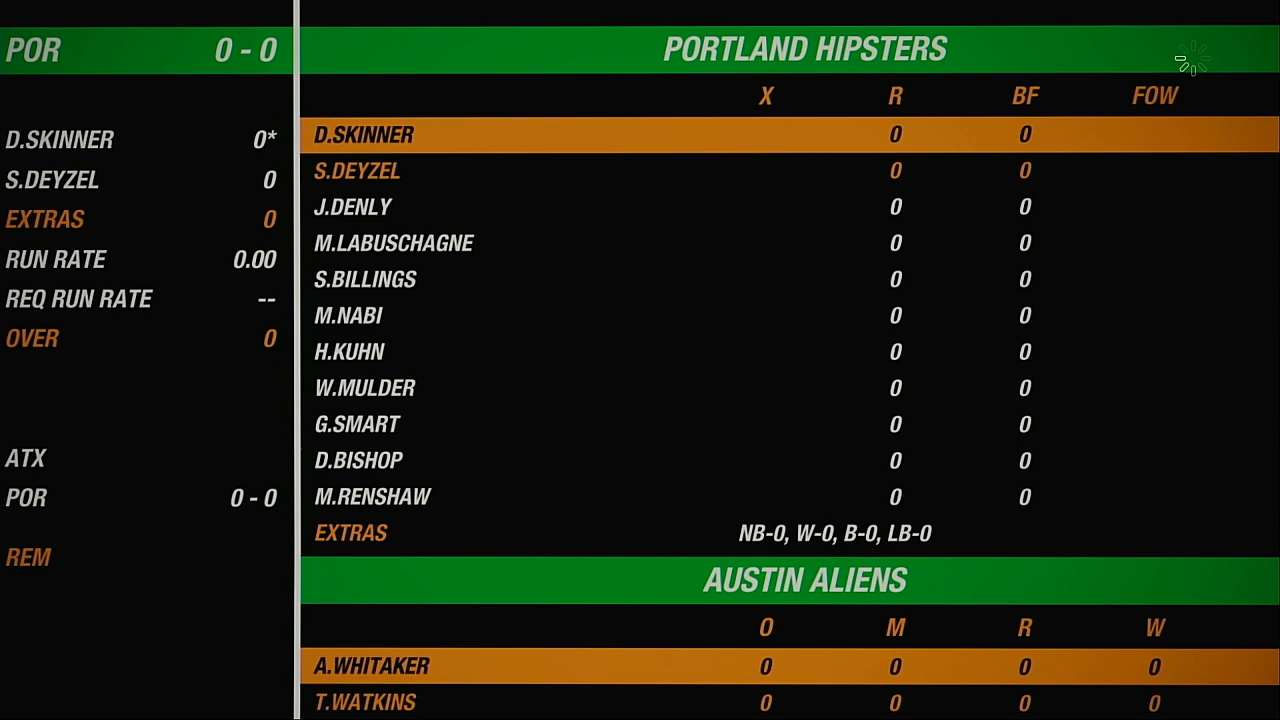 POR 0 - 0
D.SKINNER 0*
S.DEYZEL 0
EXTRAS 0
RUN RATE 0.00
REQ RUN RATE --
OVER 0
ATX
POR 0 - 0
REM
PORTLAND HIPSTERS
X R BF FOW
D.SKINNER 0 0
S.DEYZEL 0 0
J.DENLY 0 0
M.LABUSCHAGNE 0 0
S.BILLINGS 0 0
M.NABI 0 0
H.KUHN 0 0
W.MULDER 0 0
G.SMART 0 0
D.BISHOP 0 0
M.RENSHAW 0 0
EXTRAS NB-0, W-0, B-0, LB-0
AUSTIN ALIENS
O M R W
A.WHITAKER 0 0 0 0
T.WATKINS 0 0 0 0